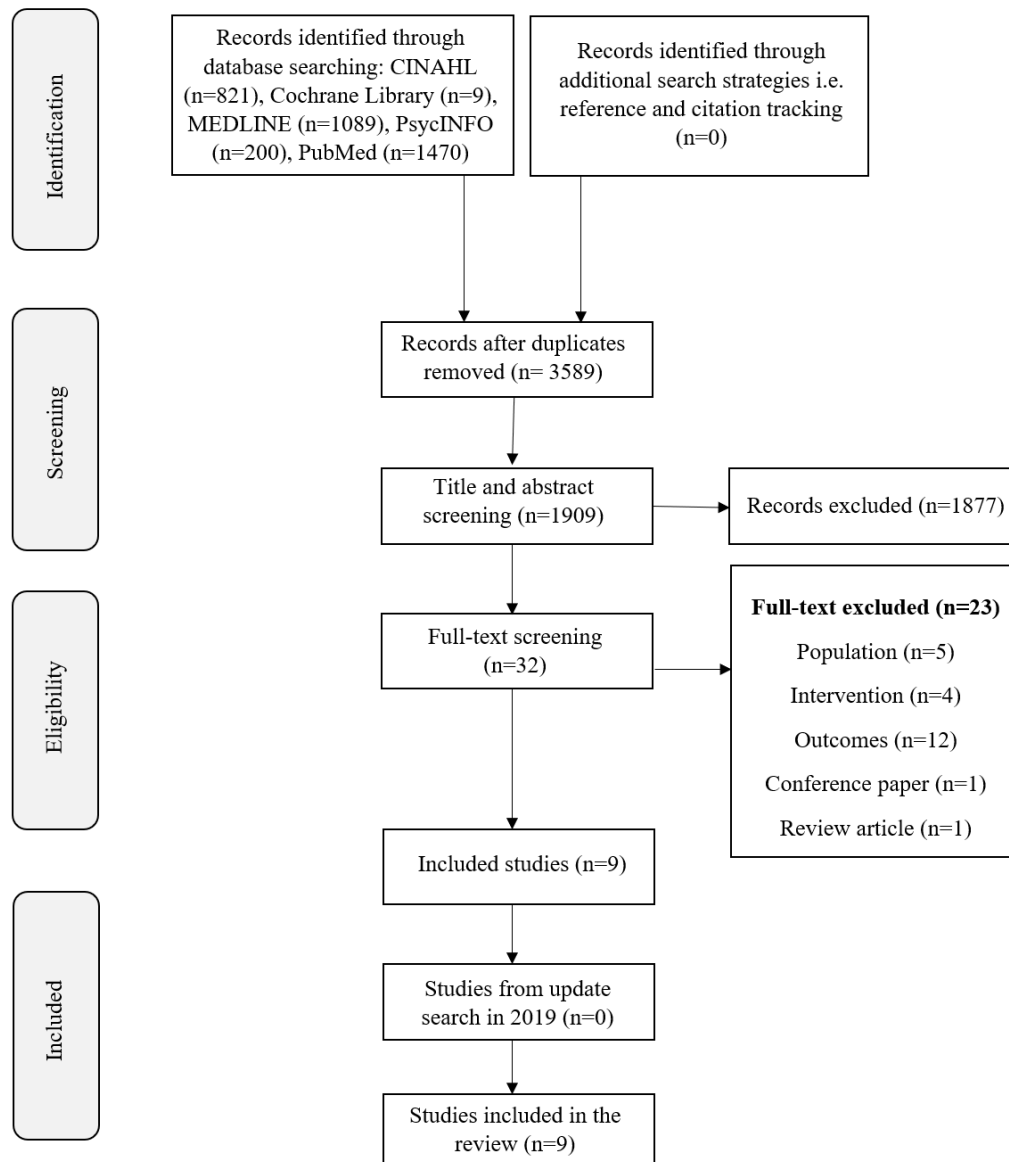 Identification
Records identified through
database searching: CINAHL
(n=821), Cochrane Library (n=9),
MEDLINE (n=1089), PsycINFO
(n=200), PubMed (n=1470)
Records identified through
additional search strategies i.e.
reference and citation tracking
(n=0)
Screening
Records after duplicates
removed (n= 3589)
Title and abstract
screening (n=1909)
Records excluded (n=1877)
Eligibility
Full-text screening
(n=32)
Full-text excluded (n=23)
Population (n=5)
Intervention (n=4)
Outcomes (n=12)
Conference paper (n=1)
Review article (n=1)
Included studies (n=9)
Included
Studies from update
search in 2019 (n=0)
Studies included in the
review (n=9)